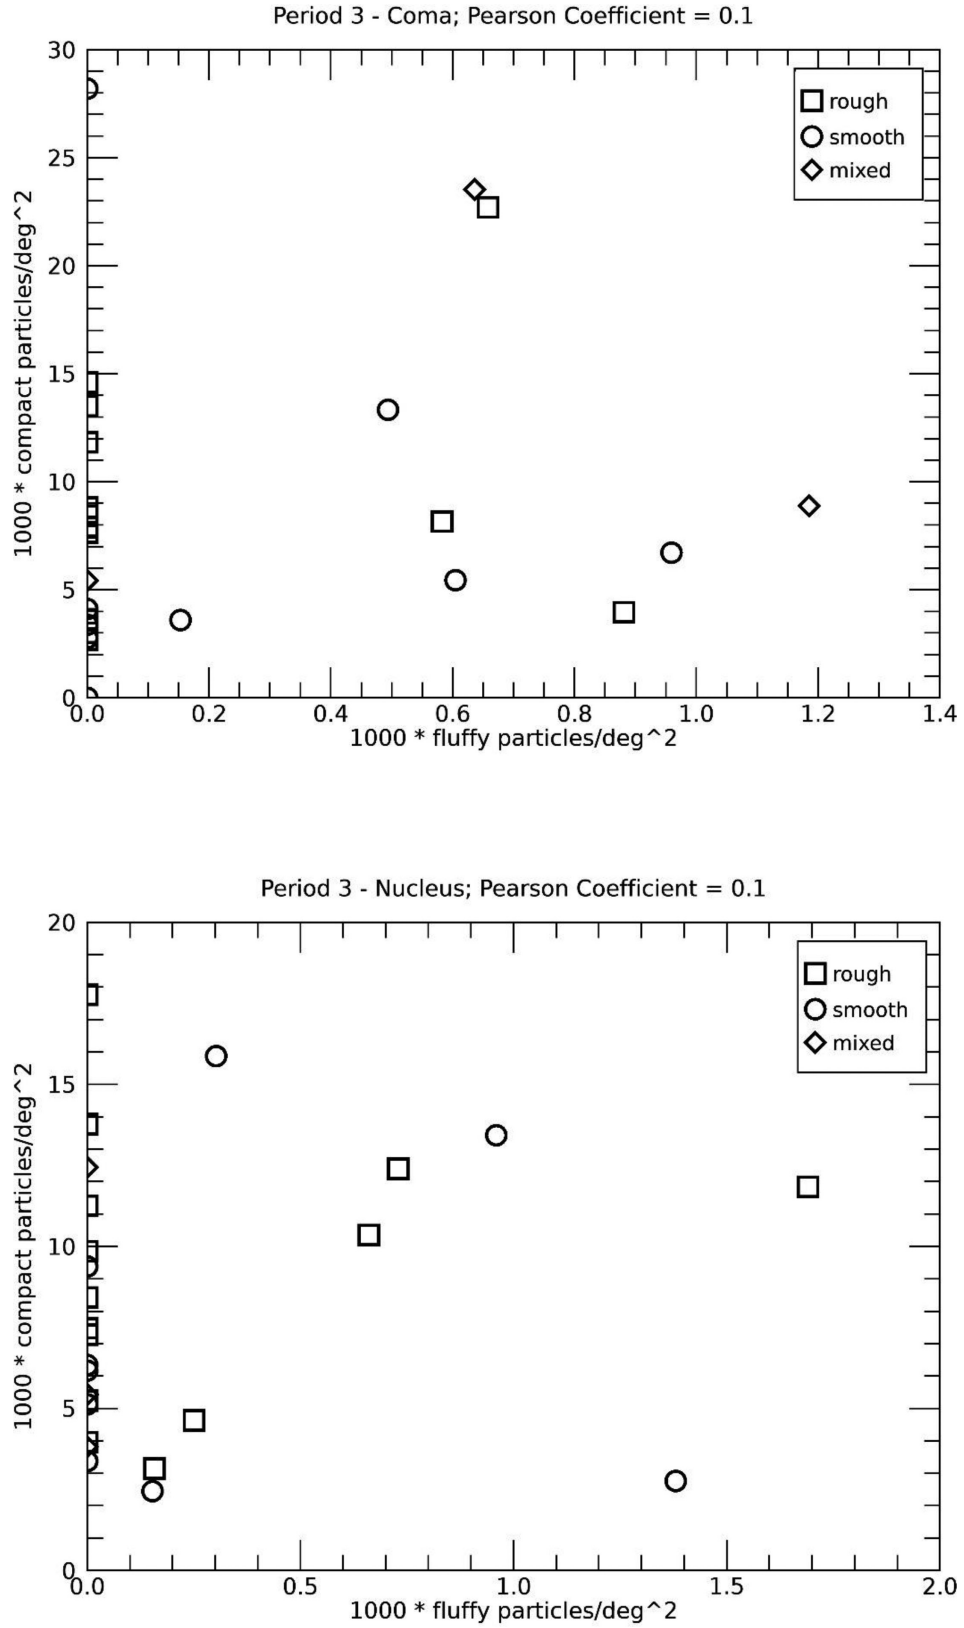 Period 3 - Coma; Pearson Coefficient = 0.1
30
25
20
15
10
5
0
1000 * compact particles/deg^2
rough
smooth
mixed
0.0 0.2 0.4 0.6 0.8 1.0 1.2 1.4
1000 * fluffy particles/deg^2
Period 3 - Nucleus; Pearson Coefficient = 0.1
20
15
10
5
0
1000 * compact particles/deg^2
rough
smooth
mixed
0.0 0.5 1.0 1.5 2.0
1000 * fluffy particles/deg^2